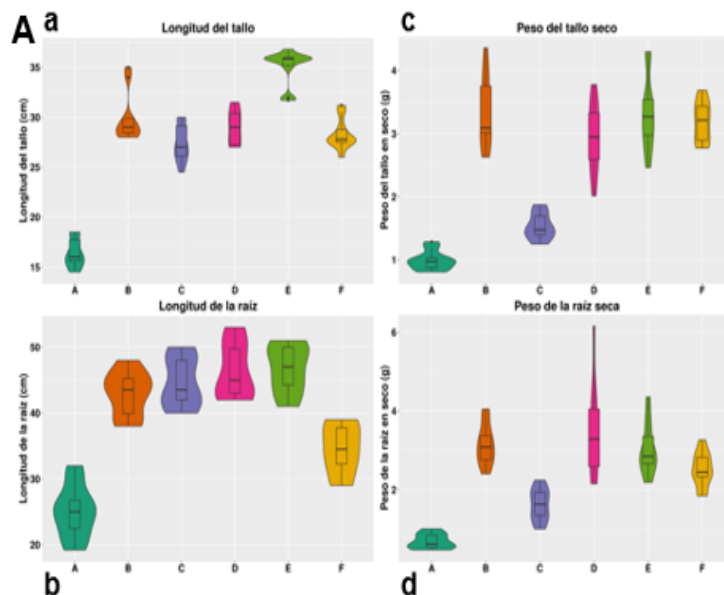 A a
Longitud del tallo
Longitud del tallo (cm)
35
30
25
20
15
A B C D E F
c
Peso del tallo seco
Peso del tallo en seco (g)
4
3
2
1
A B C D E F
Longitud de la raíz
Longitud de la raíz (cm)
50
40
30
20
A B C D E F
b
Peso de la raíz seca
Peso de la raíz en seco (g)
6
4
2
A B C D E F
d